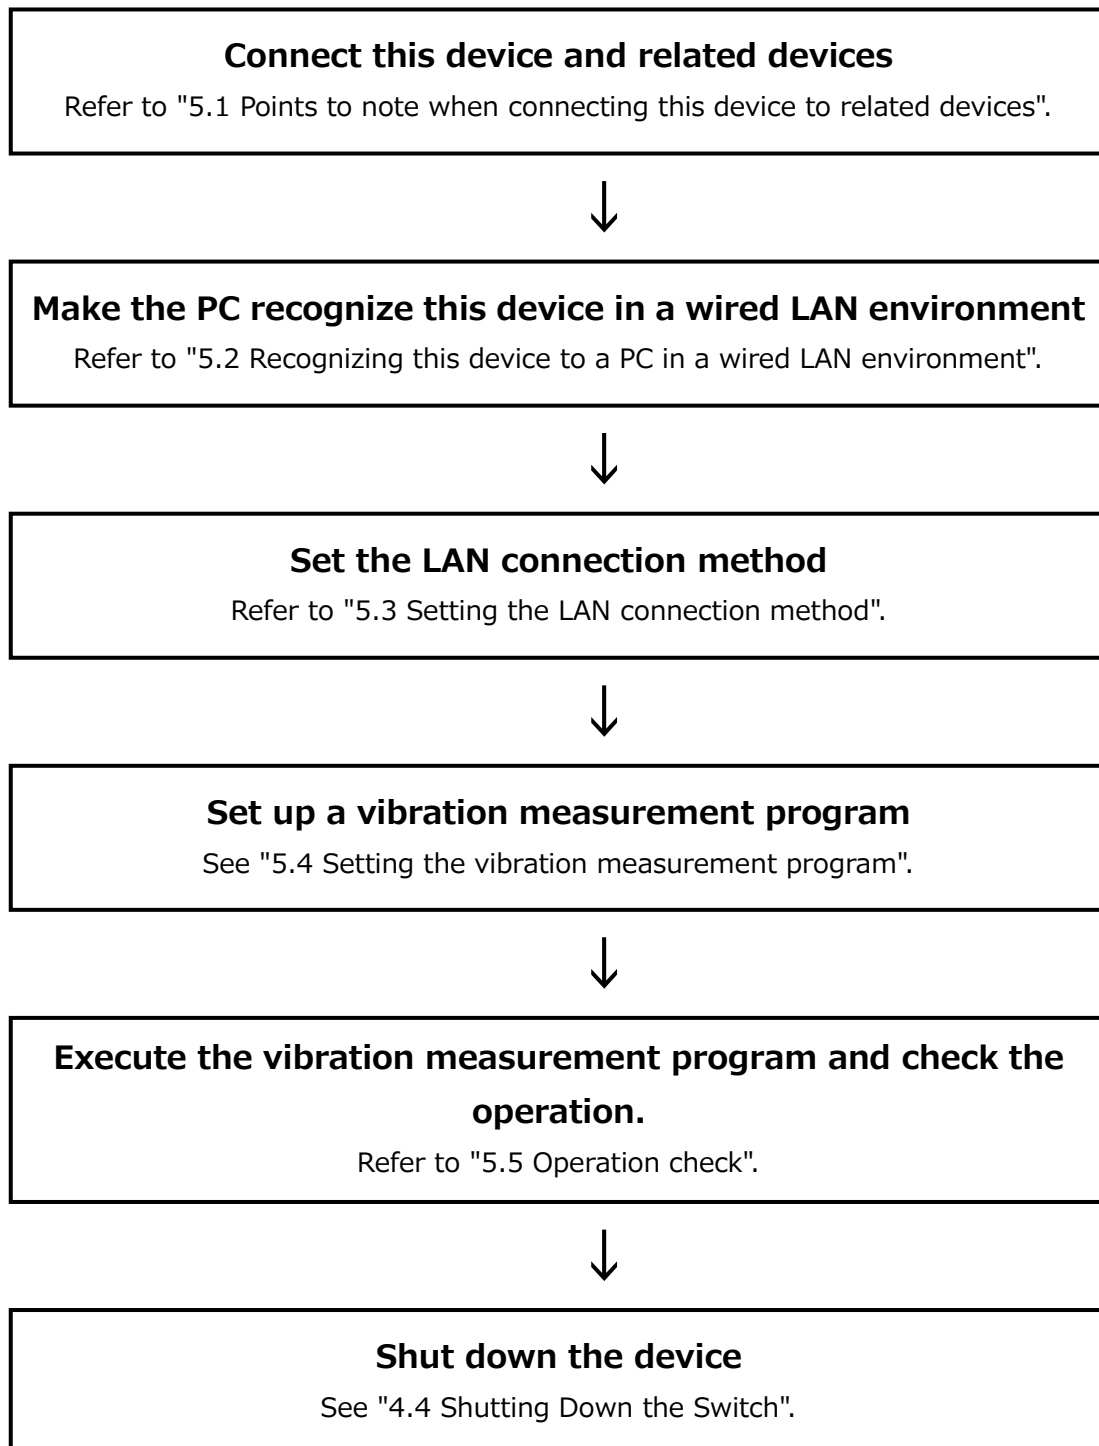 Connect this device and related devices
Refer to "5.1 Points to note when connecting this device to related devices".
↓
Make the PC recognize this device in a wired LAN environment
Refer to "5.2 Recognizing this device to a PC in a wired LAN environment".
↓
Set the LAN connection method
Refer to "5.3 Setting the LAN connection method".
↓
Set up a vibration measurement program
See "5.4 Setting the vibration measurement program".
↓
Execute the vibration measurement program and check the
operation.
Refer to "5.5 Operation check".
↓
Shut down the device
See "4.4 Shutting Down the Switch".